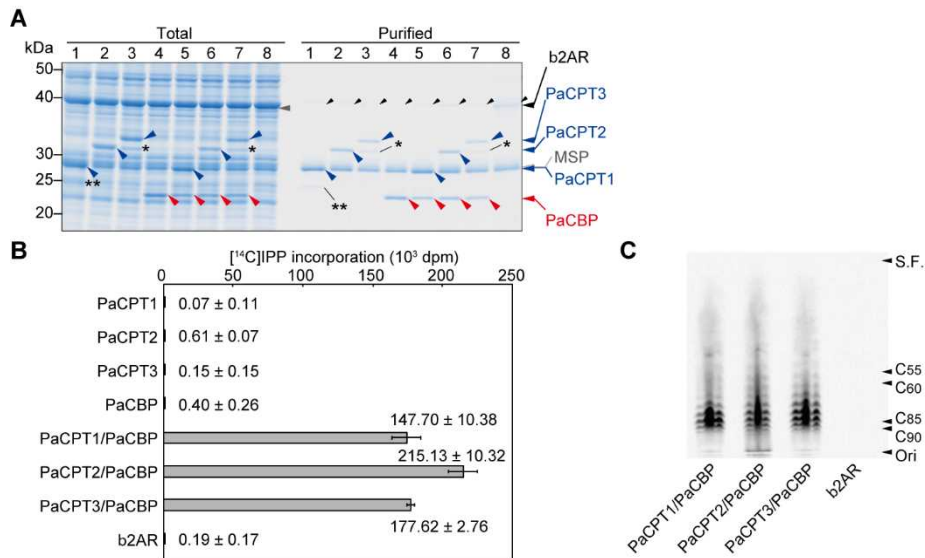 A
Total
Purified
kDa
1 2 3 4 5 6 7 8
1 2 3 4 5 6 7 8
50
40
30
25
20
*
*
**
*
*
**
b2AR
PaCPT3
PaCPT2
MSP
PaCPT1
PaCBP
B
[¹⁴C]IPP incorporation (10³ dpm)
0 50 100 150 200 250
PaCPT1 0.07 ± 0.11
PaCPT2 0.61 ± 0.07
PaCPT3 0.15 ± 0.15
PaCBP 0.40 ± 0.26
PaCPT1/PaCBP 147.70 ± 10.38
PaCPT2/PaCBP 215.13 ± 10.32
PaCPT3/PaCBP 177.62 ± 2.76
b2AR 0.19 ± 0.17
C
S.F.
C55
C60
C85
C90
Ori
PaCPT1/PaCBP
PaCPT2/PaCBP
PaCPT3/PaCBP
b2AR